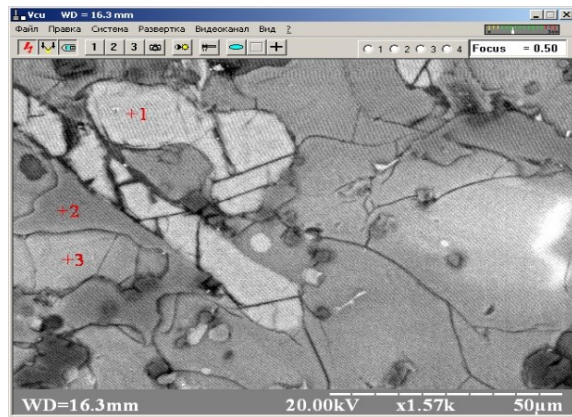 Vcu WD = 16.3 mm
Файл Правка Система Развертка Видеоканал Вид ?
1 2 3 1 2 3 4 Focus = 0.50
+1
+2
+3
WD=16.3mm 20.00kV x1.57k 50µm